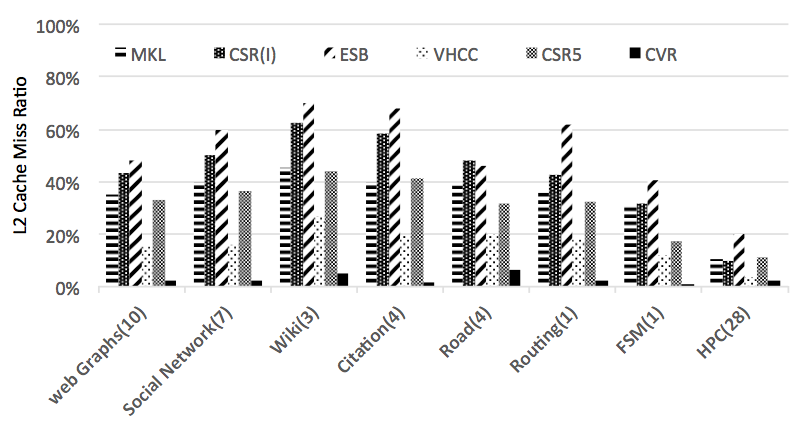 100%
80%
60%
40%
20%
0%
L2 Cache Miss Ratio
MKL CSR(I) ESB VHCC CSR5 CVR
web Graphs(10)
Social Network(7)
Wiki(3)
Citation(4)
Road(4)
Routing(1)
FSM(1)
HPC(28)